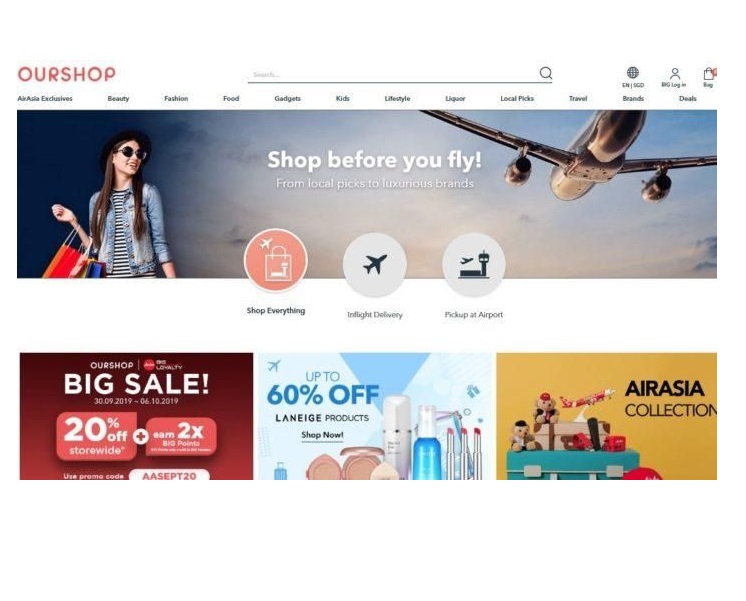 OURSHOP
Search...
EN | SGD
BIG Log in
Bag
AirAsia Exclusives
Beauty
Fashion
Food
Gadgets
Kids
Lifestyle
Liquor
Local Picks
Travel
Brands
Deals
Shop before you fly!
From local picks to luxurious brands
Shop Everything
Inflight Delivery
Pickup at Airport
OURSHOP | BIG LOYALTY
BIG SALE!
30.09.2019 – 06.10.2019
20% off storewide*
earn 2x BIG Points
Use promo code AASEPT20
UP TO
60% OFF
LANEIGE PRODUCTS
Shop Now!
AIRASIA
COLLECTION